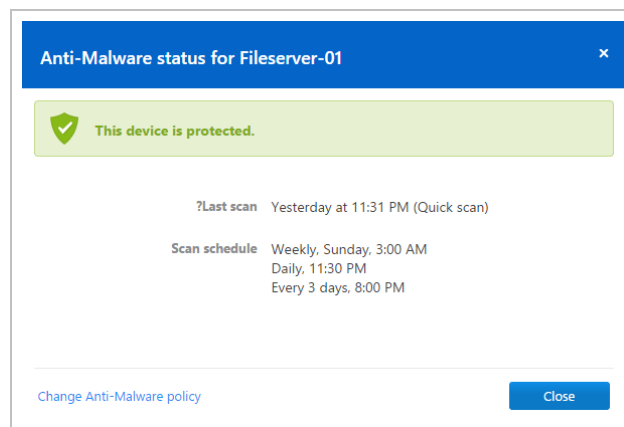 Anti-Malware status for Fileserver-01
×
This device is protected.
?Last scan Yesterday at 11:31 PM (Quick scan)
Scan schedule Weekly, Sunday, 3:00 AM
Daily, 11:30 PM
Every 3 days, 8:00 PM
Change Anti-Malware policy Close